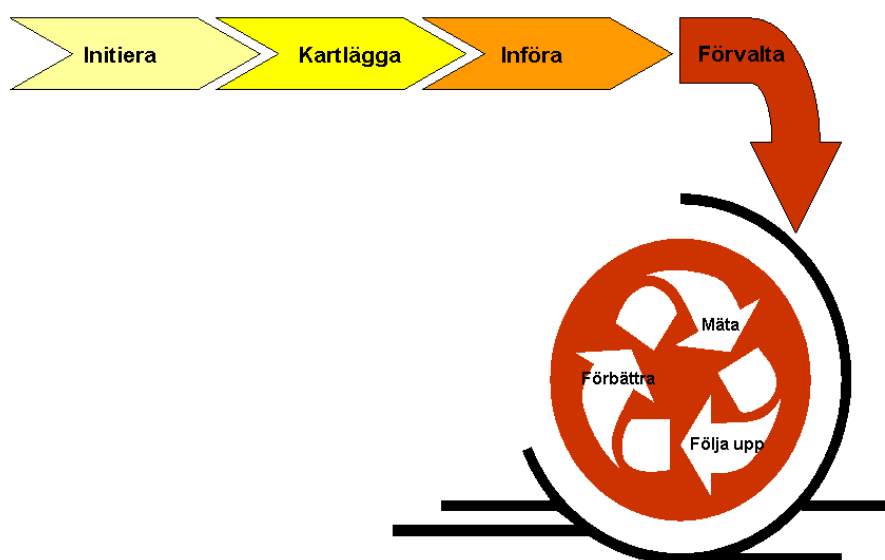 Initiera
Kartlägga
Införa
Förvalta
Mäta
Följa upp
Förbättra